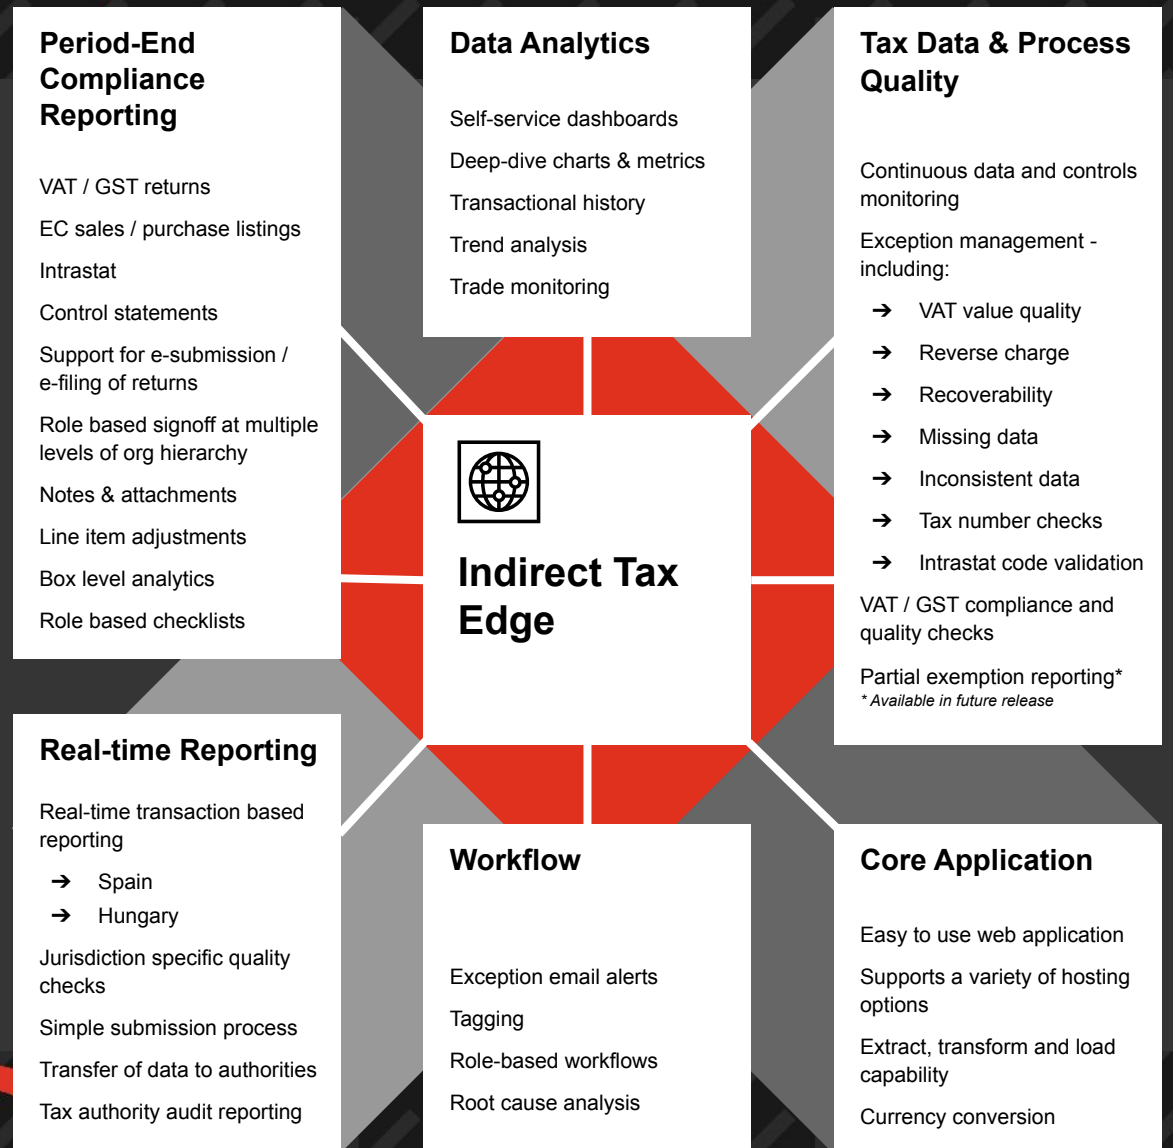 Period-End
Compliance
Reporting
VAT / GST returns
EC sales / purchase listings
Intrastat
Control statements
Support for e-submission /
e-filing of returns
Role based signoff at multiple
levels of org hierarchy
Notes & attachments
Line item adjustments
Box level analytics
Role based checklists
Data Analytics
Self-service dashboards
Deep-dive charts & metrics
Transactional history
Trend analysis
Trade monitoring
Tax Data & Process
Quality
Continuous data and controls
monitoring
Exception management -
including:
➔ VAT value quality
➔ Reverse charge
➔ Recoverability
➔ Missing data
➔ Inconsistent data
➔ Tax number checks
➔ Intrastat code validation
VAT / GST compliance and
quality checks
Partial exemption reporting*
* Available in future release
Indirect Tax
Edge
Real-time Reporting
Real-time transaction based
reporting
➔ Spain
➔ Hungary
Jurisdiction specific quality
checks
Simple submission process
Transfer of data to authorities
Tax authority audit reporting
Workflow
Exception email alerts
Tagging
Role-based workflows
Root cause analysis
Core Application
Easy to use web application
Supports a variety of hosting
options
Extract, transform and load
capability
Currency conversion